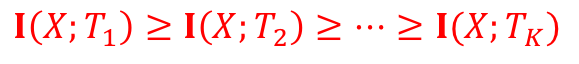 𝐈(X; T₁) ≥ 𝐈(X; T₂) ≥ ⋯ ≥ 𝐈(X; T_K)